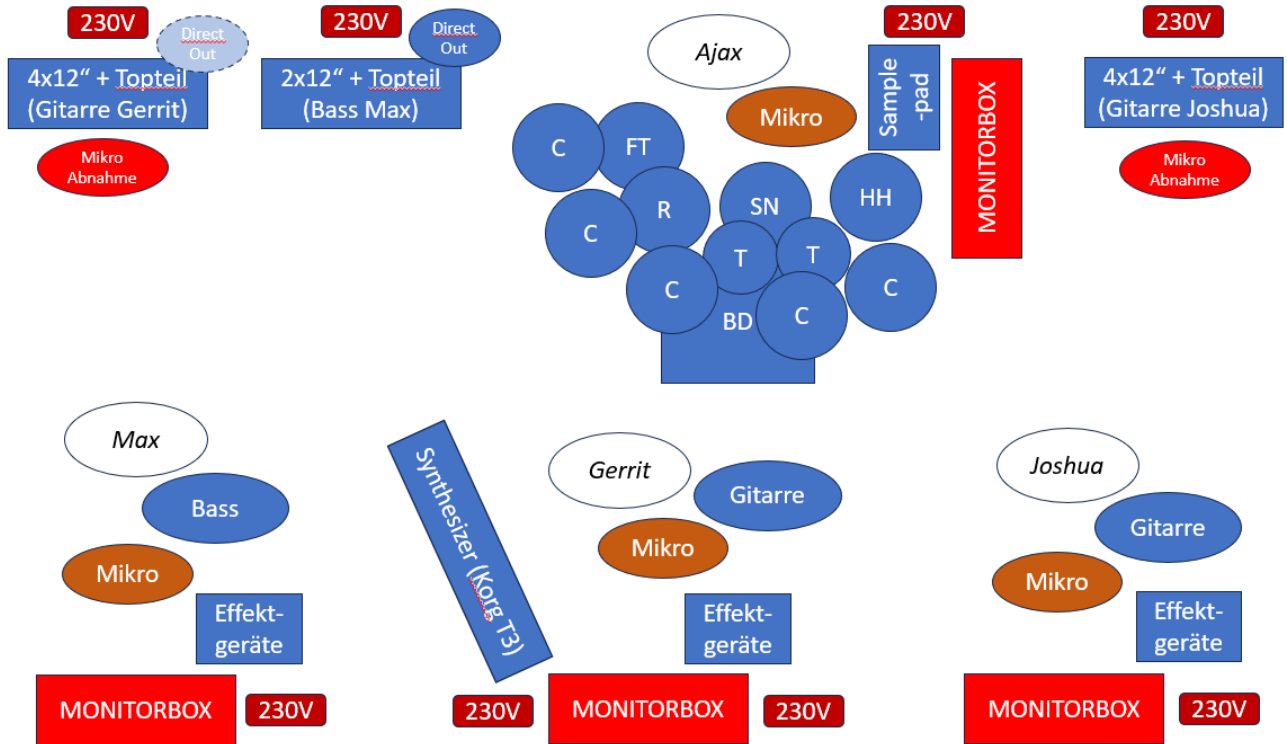 230V
Direct
Out
4x12“ + Topteil
(Gitarre Gerrit)
Mikro
Abnahme
230V
Direct
Out
2x12“ + Topteil
(Bass Max)
Ajax
Mikro
230V
Sample
-pad
MONITORBOX
230V
4x12“ + Topteil
(Gitarre Joshua)
Mikro
Abnahme
C
FT
R
SN
HH
C
T
T
C
C
BD
C
Max
Bass
Mikro
Effekt-
geräte
MONITORBOX
230V
Synthesizer (Korg T3)
Gerrit
Gitarre
Mikro
Effekt-
geräte
230V
MONITORBOX
230V
Joshua
Gitarre
Mikro
Effekt-
geräte
MONITORBOX
230V